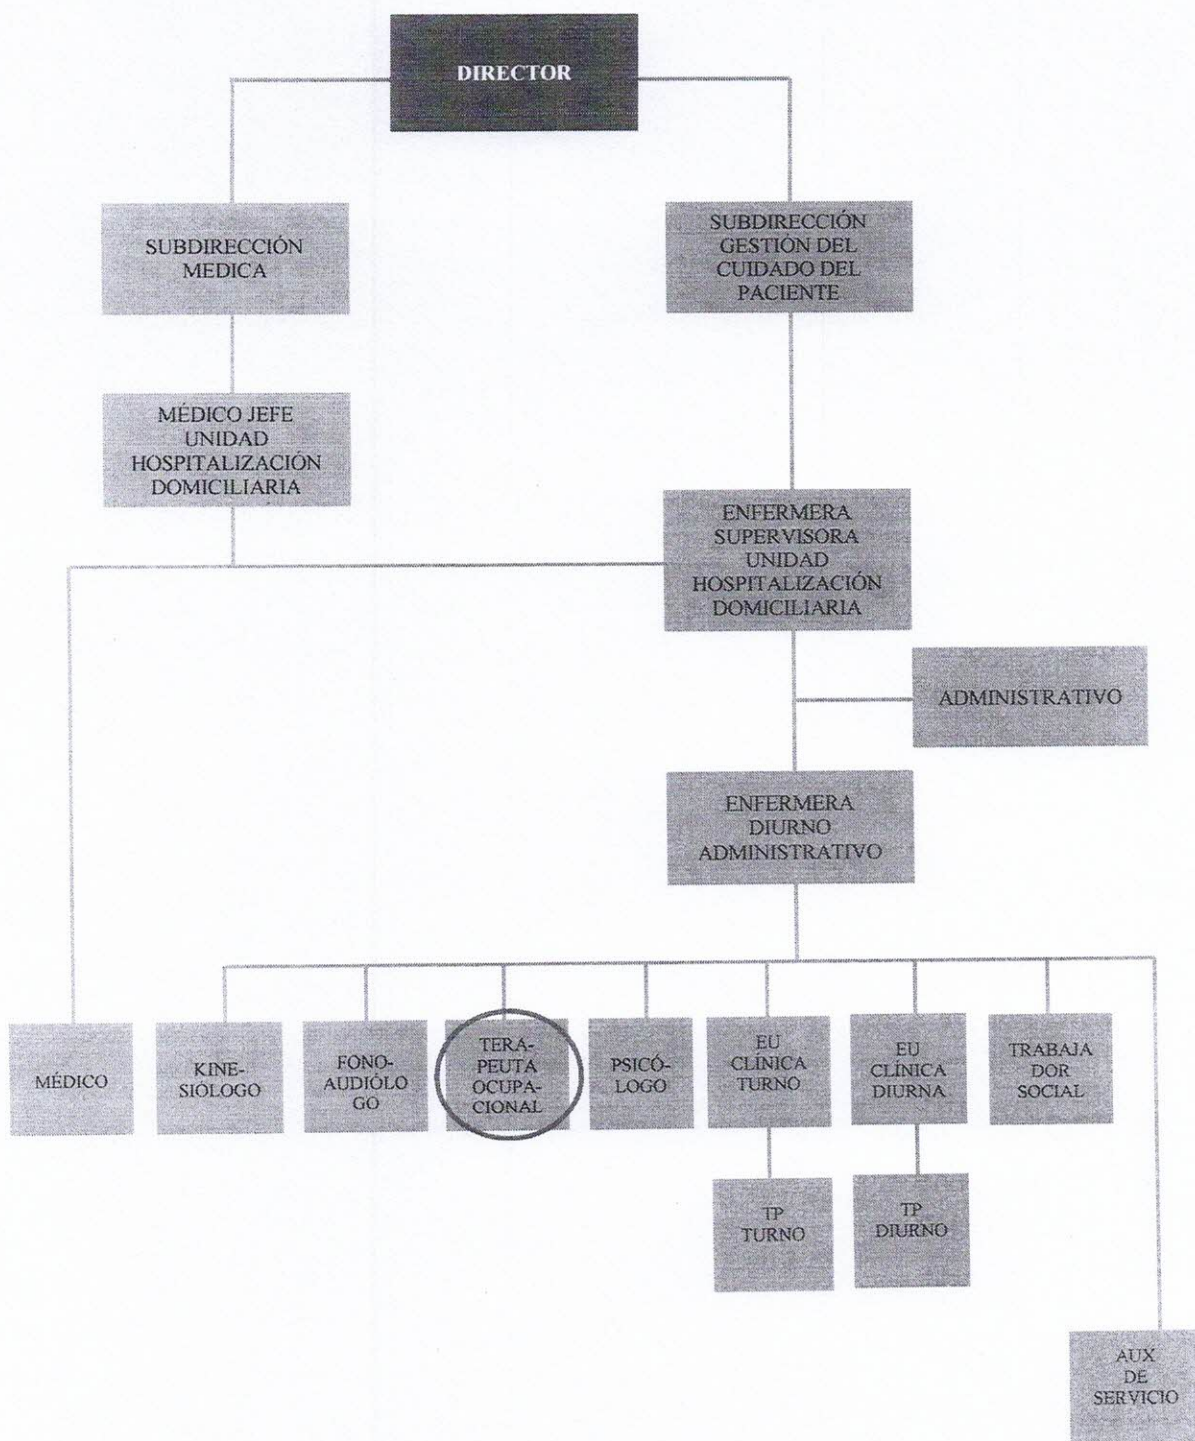 DIRECTOR
SUBDIRECCIÓN
MEDICA
SUBDIRECCIÓN
GESTIÓN DEL
CUIDADO DEL
PACIENTE
MÉDICO JEFE
UNIDAD
HOSPITALIZACIÓN
DOMICILIARIA
ENFERMERA
SUPERVISORA
UNIDAD
HOSPITALIZACIÓN
DOMICILIARIA
ADMINISTRATIVO
ENFERMERA
DIURNO
ADMINISTRATIVO
MÉDICO
KINE-
SIÓLOGO
FONO-
AUDIÓLO
GO
TERA-
PEUTA
OCUPA-
CIONAL
PSICÓ-
LOGO
EU
CLÍNICA
TURNO
EU
CLÍNICA
DIURNA
TRABAJA
DOR
SOCIAL
TP
TURNO
TP
DIURNO
AUX
DE
SERVICIO